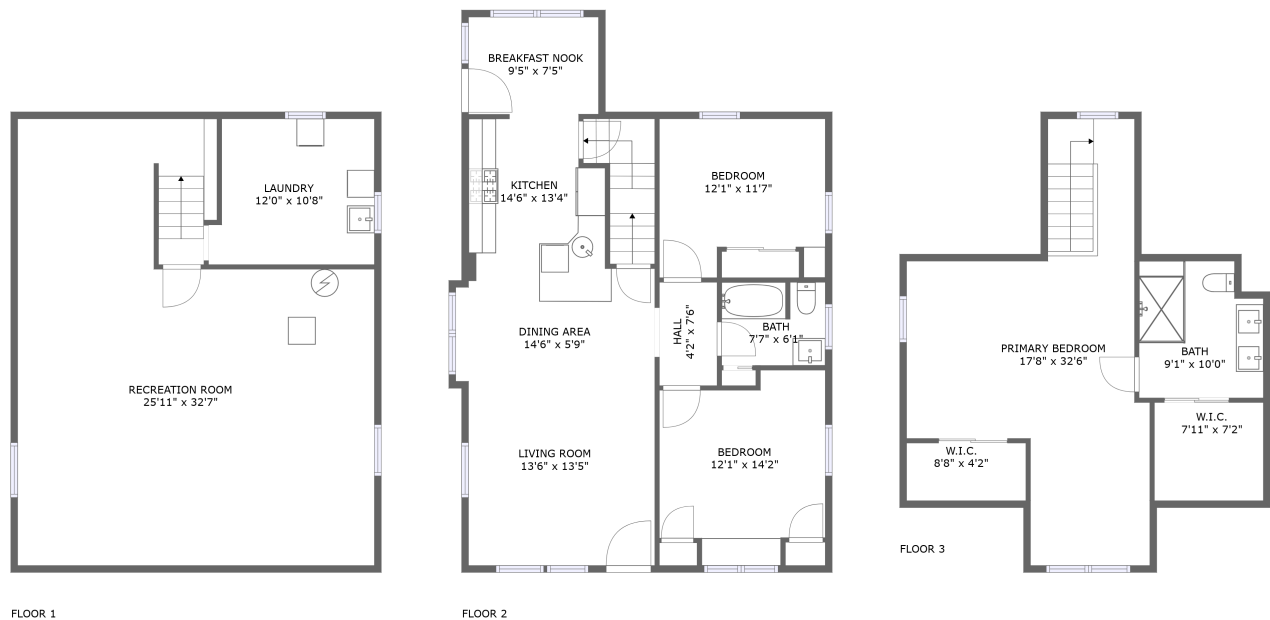 BREAKFAST NOOK
9'5" x 7'5"
LAUNDRY
12'0" x 10'8"
KITCHEN
14'6" x 13'4"
BEDROOM
12'1" x 11'7"
RECREATION ROOM
25'11" x 32'7"
DINING AREA
14'6" x 5'9"
HALL
4'2" x 7'6"
BATH
7'7" x 6'1"
LIVING ROOM
13'6" x 13'5"
BEDROOM
12'1" x 14'2"
PRIMARY BEDROOM
17'8" x 32'6"
BATH
9'1" x 10'0"
W.I.C.
7'11" x 7'2"
W.I.C.
8'8" x 4'2"
FLOOR 3
FLOOR 1
FLOOR 2